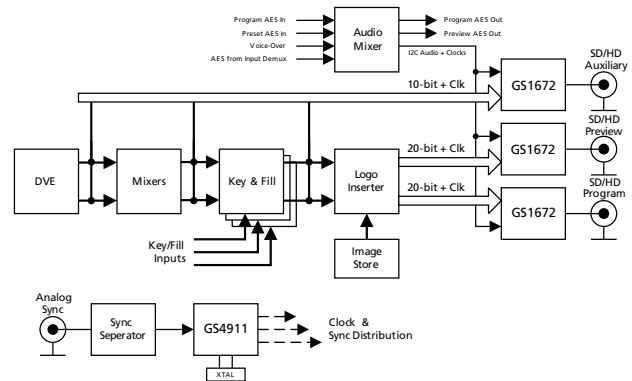 Program AES In
Preset AES In
Voice-Over
AES from Input Demux
Audio
Mixer
Program AES Out
Preview AES Out
I2C Audio + Clocks
SD/HD
Auxiliary
10-bit + Clk
GS1672
SD/HD
Preview
20-bit + Clk
GS1672
DVE
Mixers
Key & Fill
Logo
Inserter
20-bit + Clk
SD/HD
Program
GS1672
Key/Fill
Inputs
Image
Store
Analog
Sync
Sync
Seperator
GS4911
Clock &
Sync Distribution
XTAL